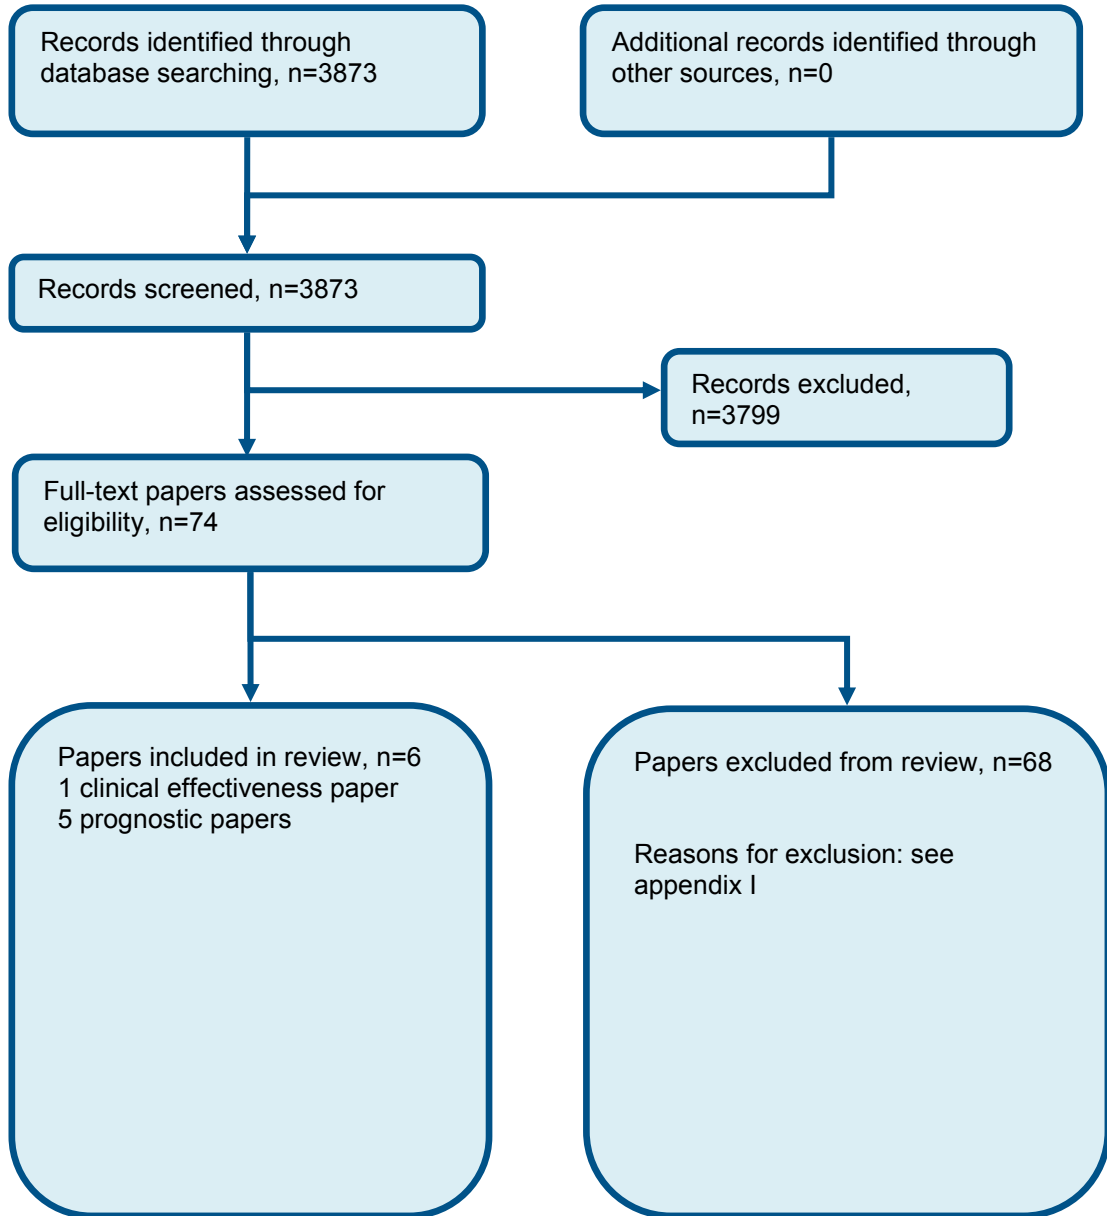 Records identified through
database searching, n=3873
Additional records identified through
other sources, n=0
Records screened, n=3873
Records excluded,
n=3799
Full-text papers assessed for
eligibility, n=74
Papers included in review, n=6
1 clinical effectiveness paper
5 prognostic papers
Papers excluded from review, n=68
Reasons for exclusion: see
appendix I